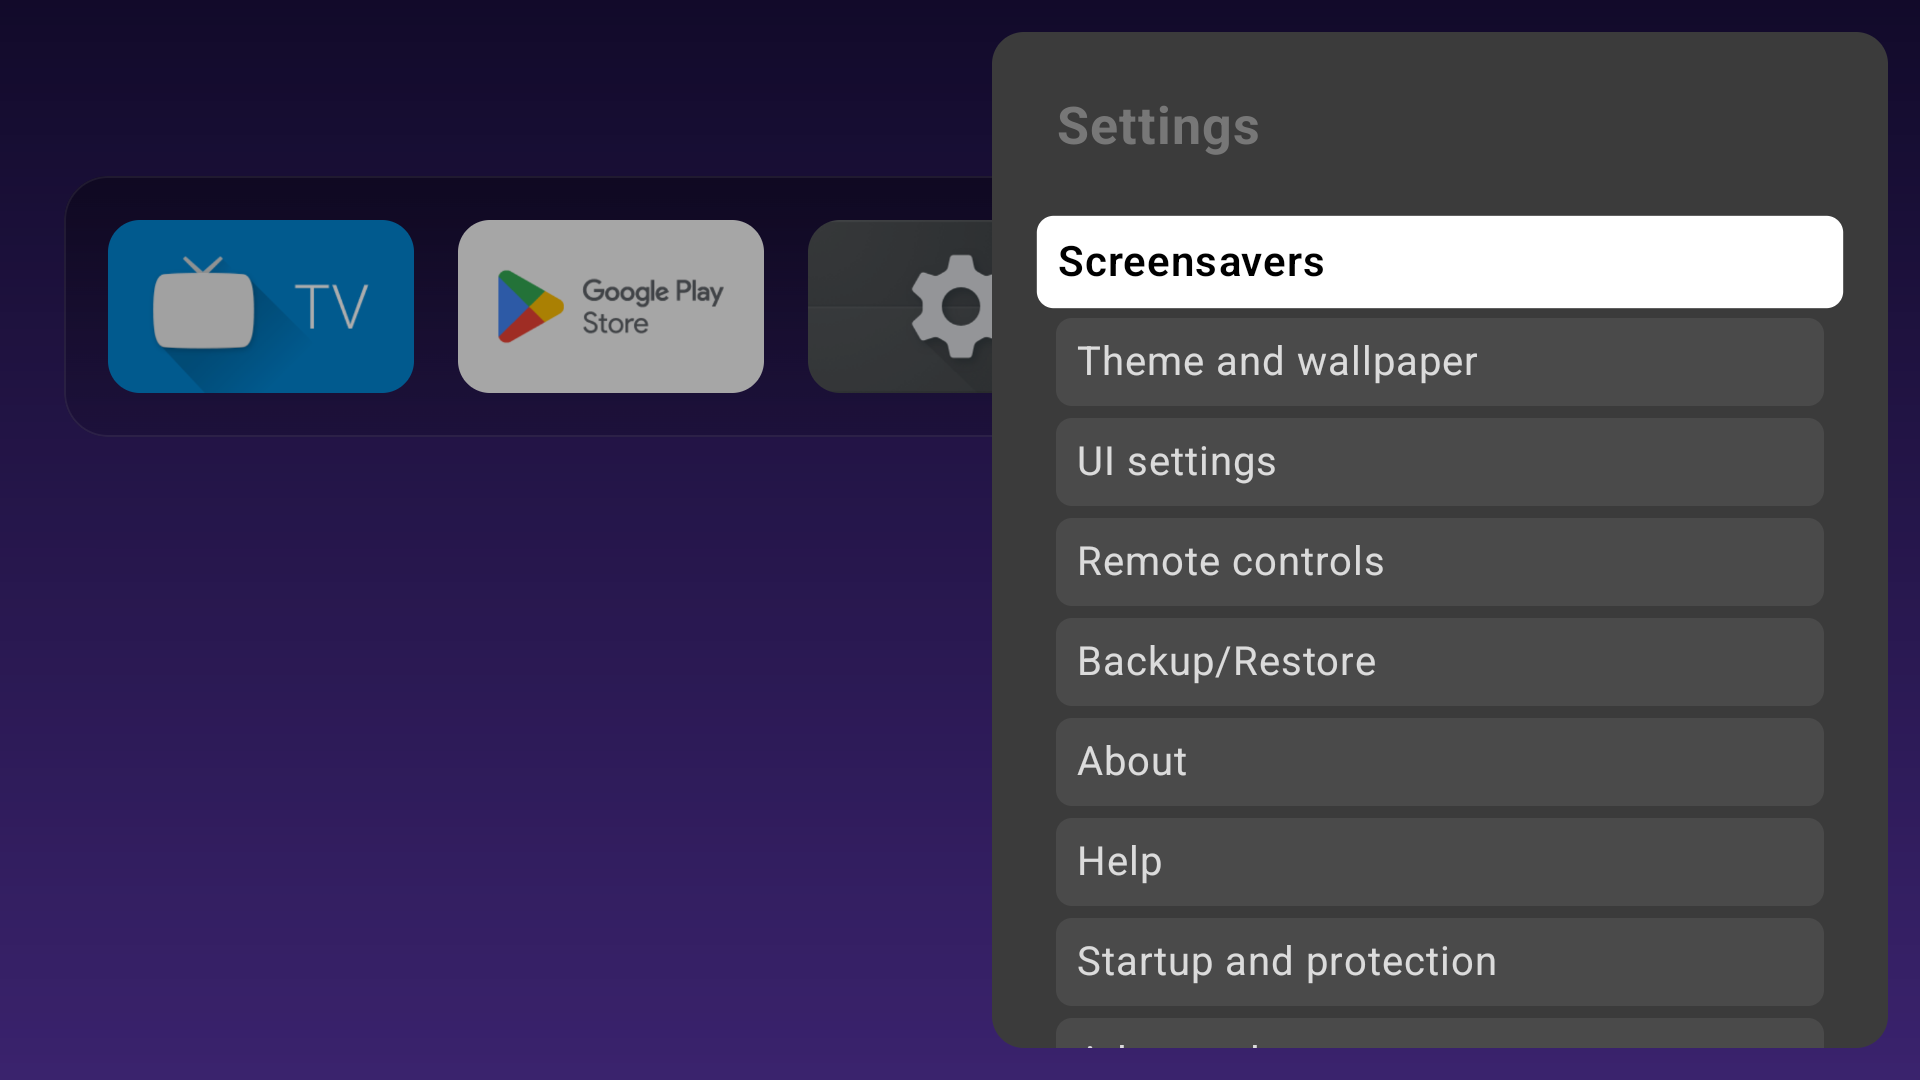 Settings
TV
Google Play
Store
Screensavers
Theme and wallpaper
UI settings
Remote controls
Backup/Restore
About
Help
Startup and protection